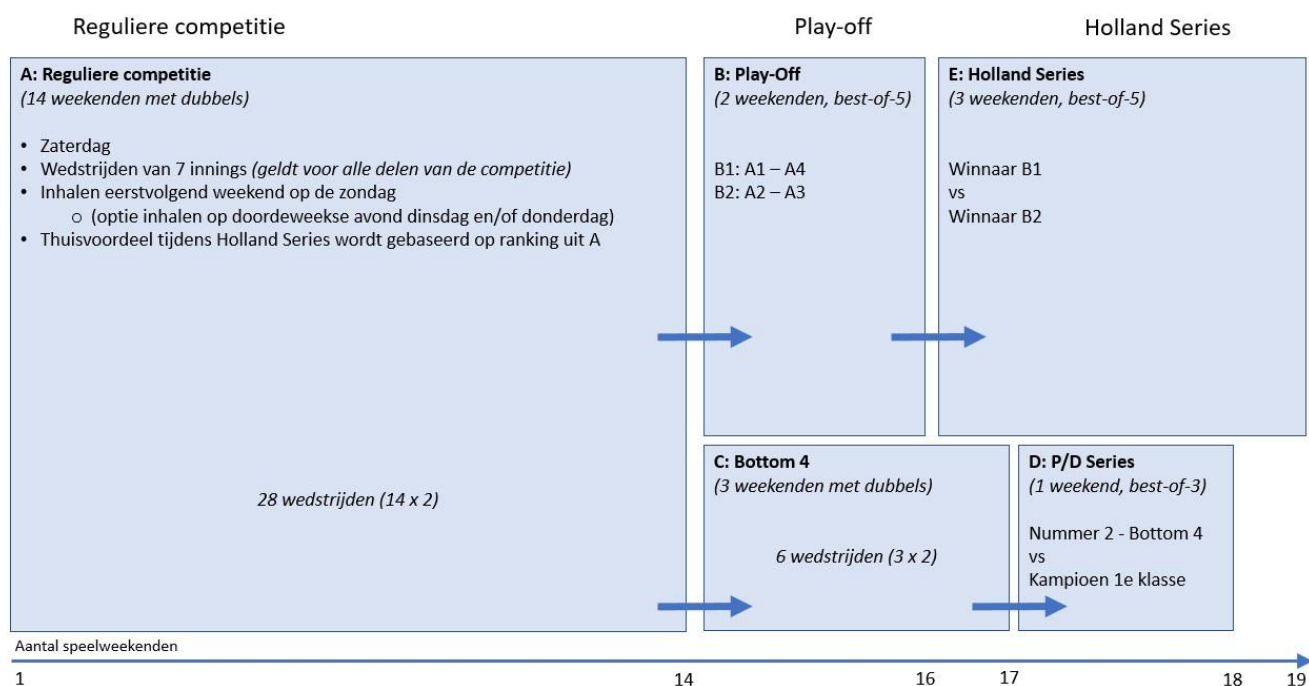 Reguliere competitie
Play-off
Holland Series
A: Reguliere competitie
(14 weekenden met dubbels)
• Zaterdag
• Wedstrijden van 7 innings (geldt voor alle delen van de competitie)
• Inhalen eerstvolgend weekend op de zondag
o (optie inhalen op doordeweekse avond dinsdag en/of donderdag)
• Thuisvoordeel tijdens Holland Series wordt gebaseerd op ranking uit A
28 wedstrijden (14 x 2)
B: Play-Off
(2 weekenden, best-of-5)
B1: A1 – A4
B2: A2 – A3
E: Holland Series
(3 weekenden, best-of-5)
Winnaar B1
vs
Winnaar B2
C: Bottom 4
(3 weekenden met dubbels)
6 wedstrijden (3 x 2)
D: P/D Series
(1 weekend, best-of-3)
Nummer 2 - Bottom 4
vs
Kampioen 1e klasse
Aantal speelweekenden
1
14
16
17
18
19